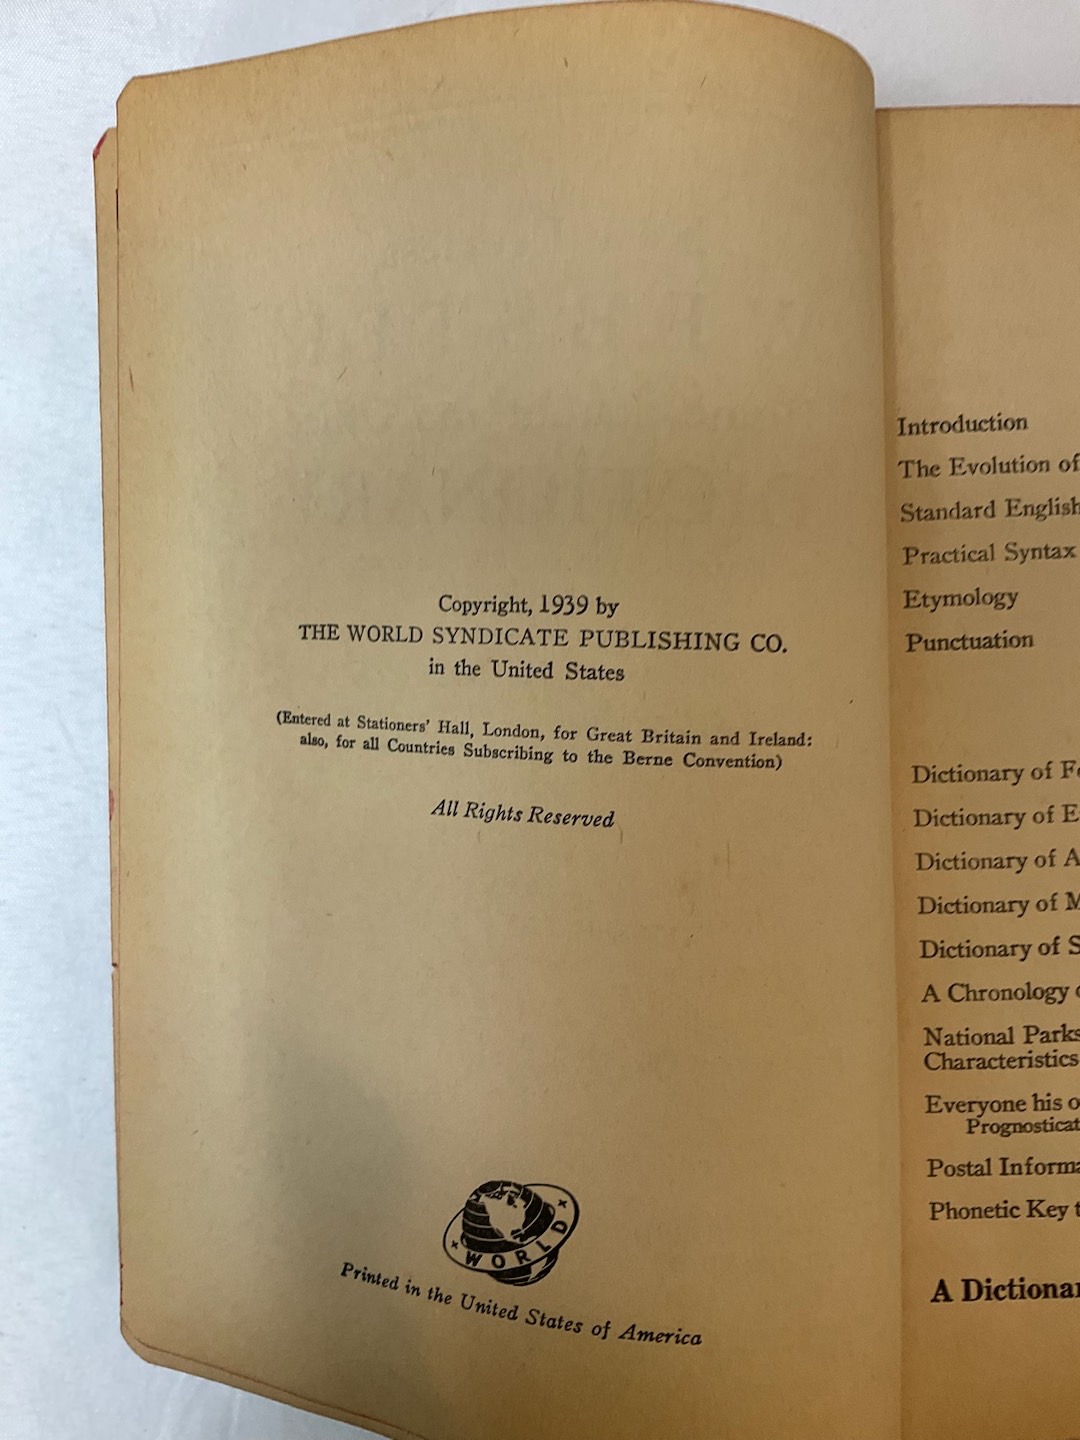 Copyright, 1939 by
THE WORLD SYNDICATE PUBLISHING CO.
in the United States
(Entered at Stationers' Hall, London, for Great Britain and Ireland:
also, for all Countries Subscribing to the Berne Convention)
All Rights Reserved
WORLD
Printed in the United States of America
Introduction
The Evolution of
Standard English
Practical Syntax
Etymology
Punctuation
Dictionary of
Dictionary of
Dictionary of
Dictionary of
Dictionary of
A Chronology
National Parks
Characteristics
Everyone his
Prognosticat
Postal Informa
Phonetic Key
A Dictionar